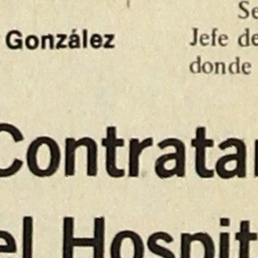 González
Se
Jefe de
donde
Contratar
el Hospit